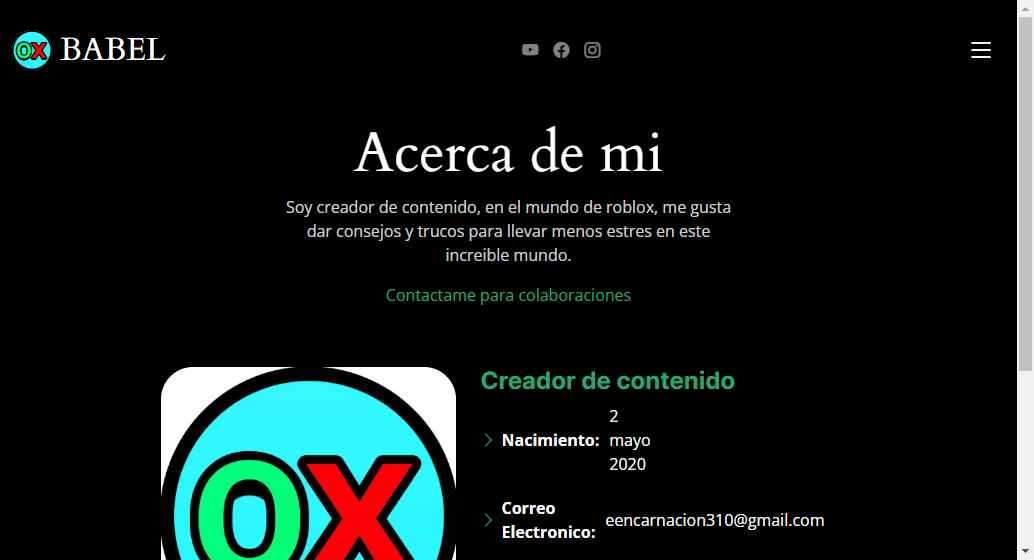 OX BABEL
Acerca de mi
Soy creador de contenido, en el mundo de roblox, me gusta
dar consejos y trucos para llevar menos estres en este
increible mundo.
Contactame para colaboraciones
OX
Creador de contenido
Nacimiento: 2
mayo
2020
Correo
Electronico: eencarnacion310@gmail.com